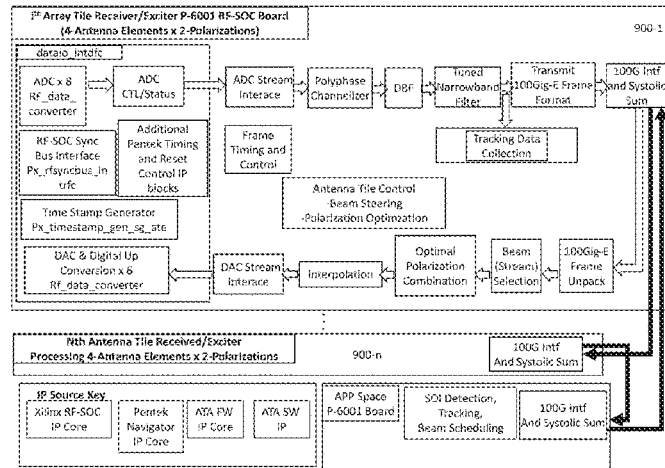 iᵗʰ Array Tile Receiver/Exciter P-6001 RF-SOC Board
(4-Antenna Elements x 2-Polarizations)
900-1
dataio_intdfc
ADC x 8
Rf_data_
converter
ADC
CTL/Status
ADC Stream
Interace
Polyphase
Channelizer
DBF
Tuned
Narrowband
Filter
Transmit
100Gig-E Frame
Format
100G Intf
and Systolic
Sum
RF-SOC Sync
Bus Interface
Px_rfsyncbus_in
trfc
Additional
Pentek Timing
and Reset
Control IP
blocks
Frame
Timing and
Control
Tracking Data
Collection
Antenna Tile Control
-Beam Steering
-Polarization Optimzation
Time Stamp Generator
Px_timestamp_gen_sg_ate
DAC & Digital Up
Conversion x 8
Rf_data_converter
DAC Stream
Interace
Interpolation
Optimal
Polarization
Combination
Beam
(Stream)
Selection
100Gig-E
Frame
Unpack
Nth Antenna Tile Received/Exciter
Processing 4-Antenna Elements x 2-Polarizations
900-n
100G Intf
And Systolic Sum
IP Source Key
Xilinx RF-SOC
IP Core
Pentek
Navigator
IP Core
ATA FW
IP Core
ATA SW
IP
APP Space
P-6001 Board
SOI Detection,
Tracking,
Beam Scheduling
100G Intf
And Systolic Sum